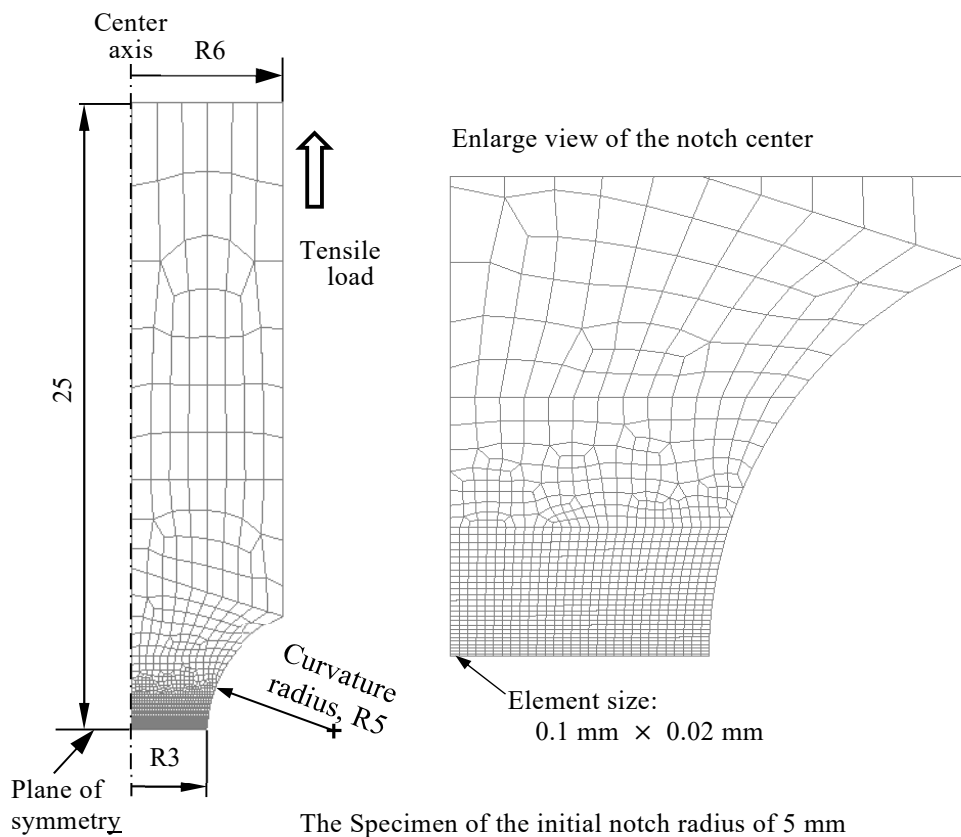 Center
axis
R6
25
Tensile
load
Curvature
radius, R5
R3
Plane of
symmetry
Enlarge view of the notch center
Element size:
0.1 mm × 0.02 mm
The Specimen of the initial notch radius of 5 mm